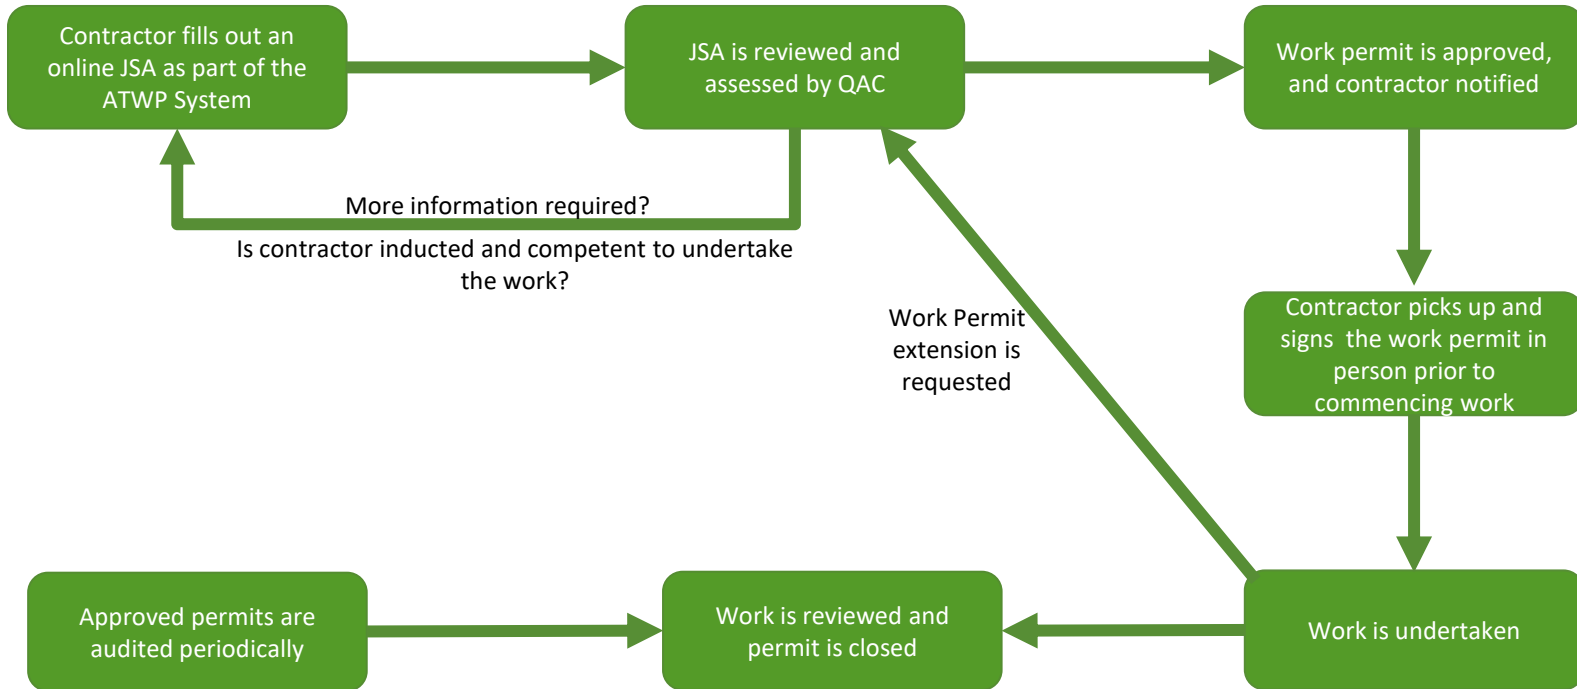 Contractor fills out an
online JSA as part of the
ATWP System
JSA is reviewed and
assessed by QAC
Work permit is approved,
and contractor notified
More information required?
Is contractor inducted and competent to undertake
the work?
Work Permit
extension is
requested
Contractor picks up and
signs  the work permit in
person prior to
commencing work
Approved permits are
audited periodically
Work is reviewed and
permit is closed
Work is undertaken